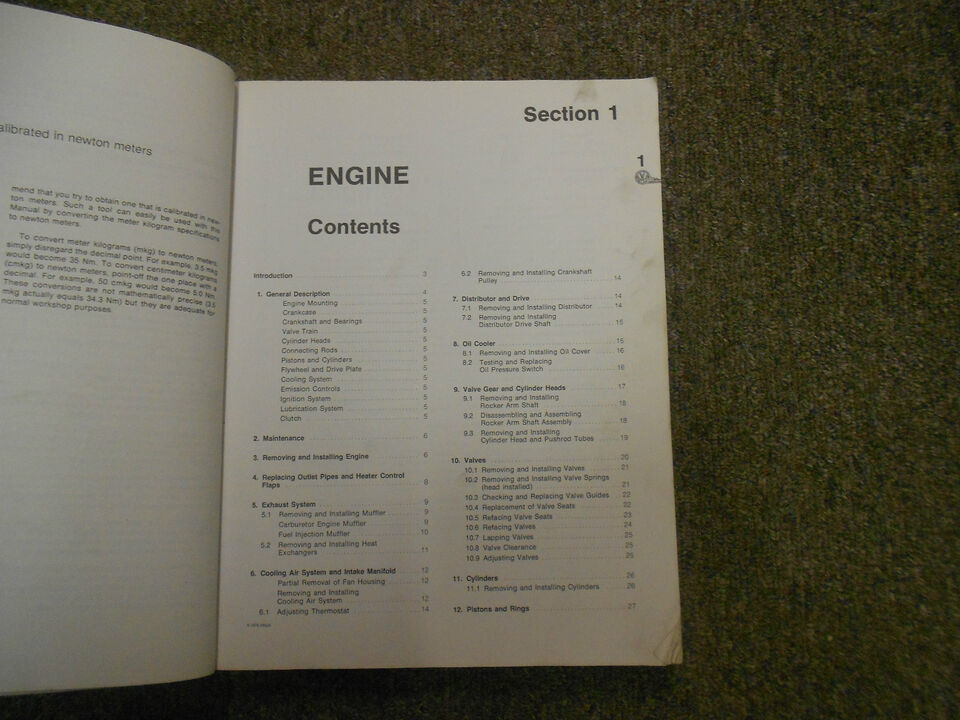 alibrated in newton meters
mend that you try to obtain one that is calibrated in new-
ton meters. Such a tool can easily be used with this
Manual by converting the meter kilogram specifications
to newton meters.
To convert meter kilograms (mkg) to newton meters,
simply disregard the decimal point. For example, 3.5 mkg
would become 35 Nm. To convert centimeter kilograms
(cmkg) to newton meters, point-off the one place with a
decimal. For example, 50 cmkg would become 5.0 Nm.
These conversions are not mathematically precise (3.5
mkg actually equals 34.3 Nm) but they are adequate for
normal workshop purposes.
Section 1
1
ENGINE
Contents
Introduction 3
1. General Description 4
Engine Mounting 5
Crankcase 5
Crankshaft and Bearings 5
Valve Train 5
Cylinder Heads 5
Connecting Rods 5
Pistons and Cylinders 5
Flywheel and Drive Plate 5
Cooling System 5
Emission Controls 5
Ignition System 5
Lubrication System 5
Clutch 5
2. Maintenance 6
3. Removing and Installing Engine 6
4. Replacing Outlet Pipes and Heater Control
Flaps 8
5. Exhaust System 9
5.1 Removing and Installing Muffler 9
Carburetor Engine Muffler 9
Fuel Injection Muffler 10
5.2 Removing and Installing Heat
Exchangers 11
6. Cooling Air System and Intake Manifold 12
Partial Removal of Fan Housing 12
Removing and Installing
Cooling Air System 12
6.1 Adjusting Thermostat 14
6.2 Removing and Installing Crankshaft
Pulley 14
7. Distributor and Drive 14
7.1 Removing and Installing Distributor 14
7.2 Removing and Installing
Distributor Drive Shaft 15
8. Oil Cooler 15
8.1 Removing and Installing Oil Cover 16
8.2 Testing and Replacing
Oil Pressure Switch 16
9. Valve Gear and Cylinder Heads 17
9.1 Removing and Installing
Rocker Arm Shaft 18
9.2 Disassembling and Assembling
Rocker Arm Shaft Assembly 18
9.3 Removing and Installing
Cylinder Head and Pushrod Tubes 19
10. Valves 20
10.1 Removing and Installing Valves 21
10.2 Removing and Installing Valve Springs
(head installed) 21
10.3 Checking and Replacing Valve Guides 22
10.4 Replacement of Valve Seats 22
10.5 Refacing Valve Seats 23
10.6 Refacing Valves 24
10.7 Lapping Valves 25
10.8 Valve Clearance 25
10.9 Adjusting Valves 25
11. Cylinders 26
11.1 Removing and Installing Cylinders 26
12. Pistons and Rings 27